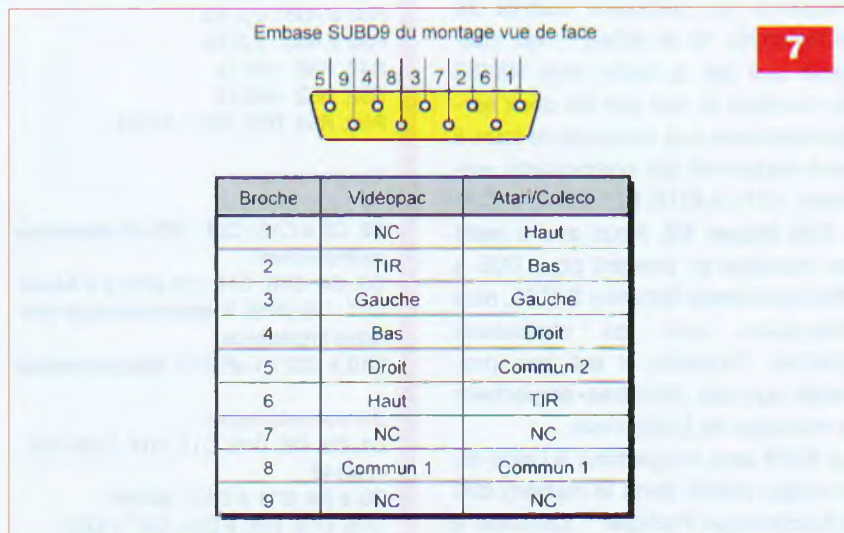 Embase SUBD9 du montage vue de face
7
5 9 4 8 3 7 2 6 1
Broche Vidéopac Atari/Coleco
1 NC Haut
2 TIR Bas
3 Gauche Gauche
4 Bas Droit
5 Droit Commun 2
6 Haut TIR
7 NC NC
8 Commun 1 Commun 1
9 NC NC